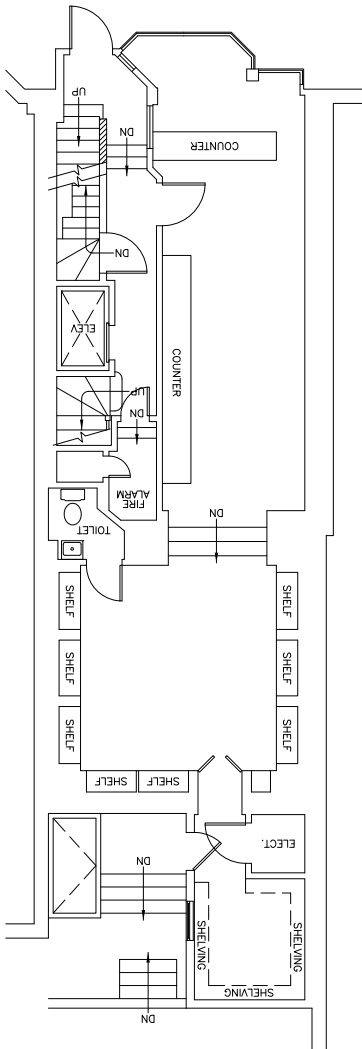 UP
DN
COUNTER
DN
ELEV
COUNTER
UP
DN
FIRE
ALARM
DN
TOILET
SHELF
SHELF
SHELF
SHELF
SHELF
SHELF
SHELF
SHELF
ELECT.
DN
SHELVING
SHELVING
SHELVING
DN